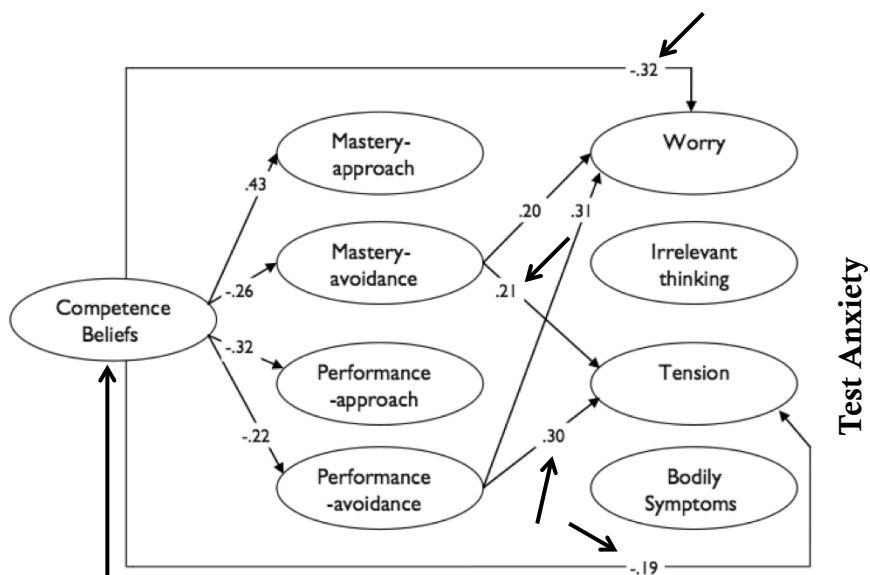 -.32
Mastery-
approach
Worry
.43
.20
.31
Mastery-
avoidance
Irrelevant
thinking
-.26
.21
Competence
Beliefs
-.32
Performance
-approach
Tension
-.22
.30
Performance
-avoidance
Bodily
Symptoms
-.19
Test Anxiety